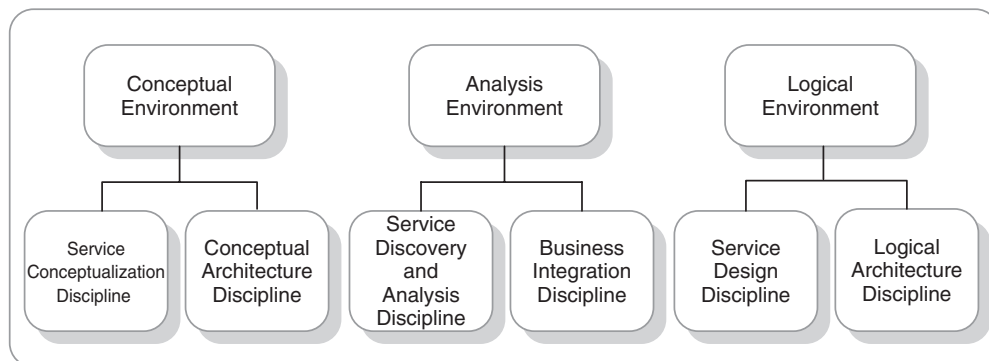 Conceptual
Environment
Analysis
Environment
Logical
Environment
Service
Conceptualization
Discipline
Conceptual
Architecture
Discipline
Service
Discovery
and
Analysis
Discipline
Business
Integration
Discipline
Service
Design
Discipline
Logical
Architecture
Discipline